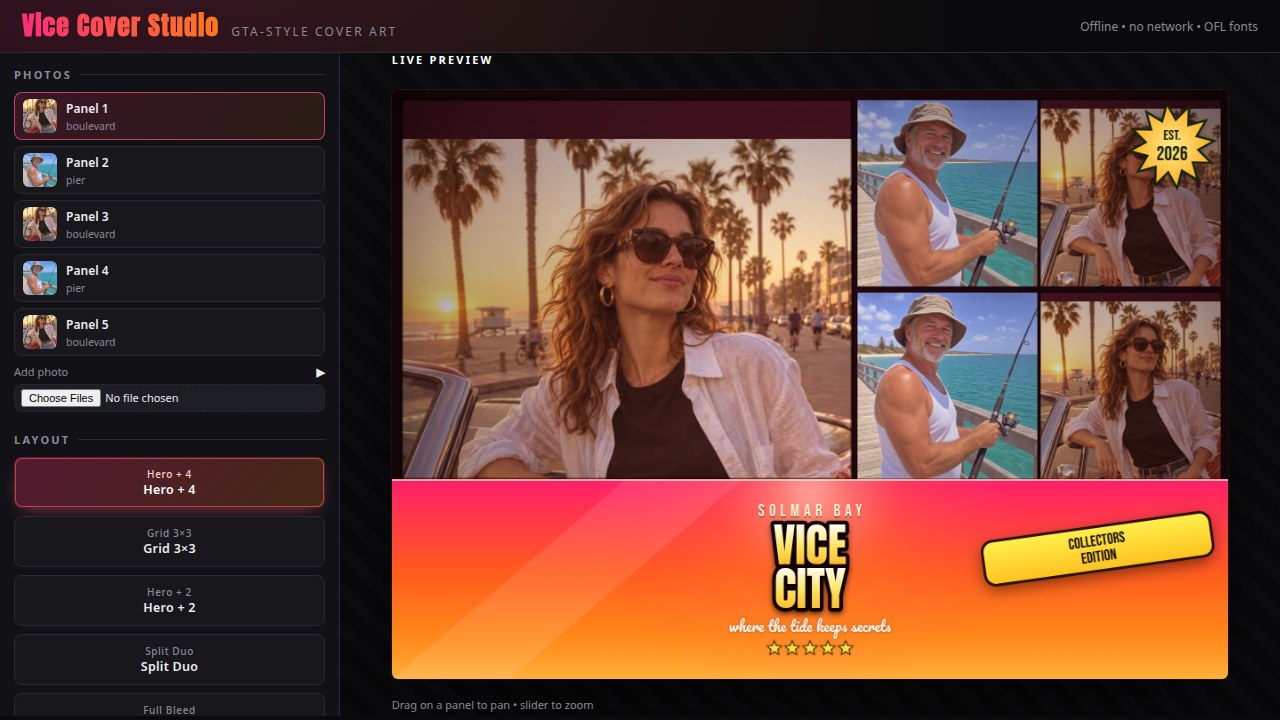 Vice Cover Studio
GTA-STYLE COVER ART
Offline • no network • OFL fonts
PHOTOS
Panel 1
boulevard
Panel 2
pier
Panel 3
boulevard
Panel 4
pier
Panel 5
boulevard
Add photo
Choose Files No file chosen
LAYOUT
Hero + 4
Hero + 4
Grid 3×3
Grid 3×3
Hero + 2
Hero + 2
Split Duo
Split Duo
Full Bleed
LIVE PREVIEW
EST.
2026
SOLMAR BAY
VICE
CITY
where the tide keeps secrets
COLLECTORS
EDITION
Drag on a panel to pan • slider to zoom